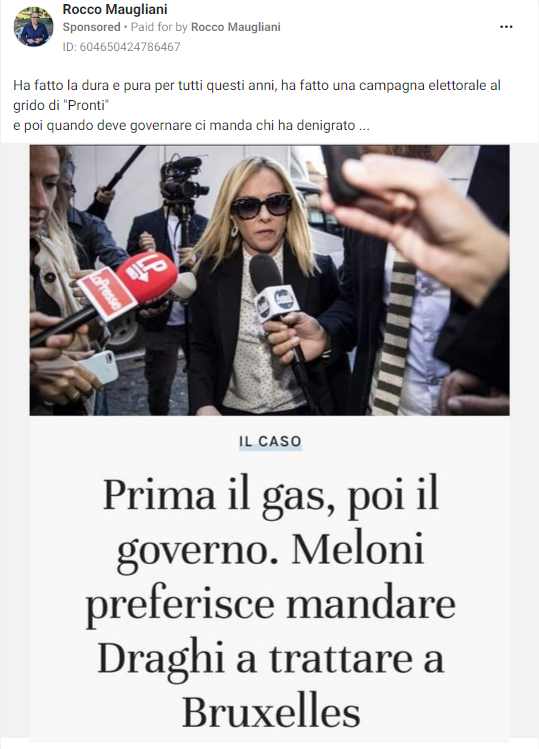 Rocco Maugliani
Sponsored • Paid for by Rocco Maugliani
ID: 604650424786467
Ha fatto la dura e pura per tutti questi anni, ha fatto una campagna elettorale al
grido di "Pronti"
e poi quando deve governare ci manda chi ha denigrato ...
LaPresse
LP
IL CASO
Prima il gas, poi il
governo. Meloni
preferisce mandare
Draghi a trattare a
Bruxelles